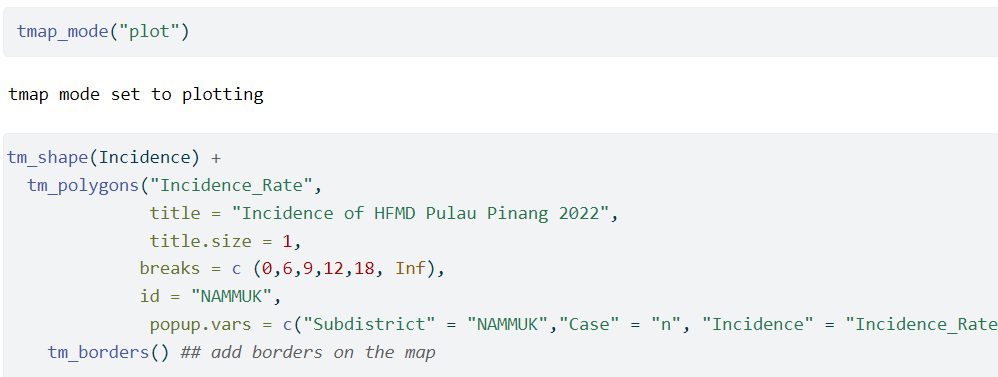 tmap_mode("plot")
tmap mode set to plotting
tm_shape(Incidence) +
tm_polygons("Incidence_Rate",
title = "Incidence of HFMD Pulau Pinang 2022",
title.size = 1,
breaks = c (0,6,9,12,18, Inf),
id = "NAMMUK",
popup.vars = c("Subdistrict" = "NAMMUK","Case" = "n", "Incidence" = "Incidence_Rate
tm_borders() ## add borders on the map